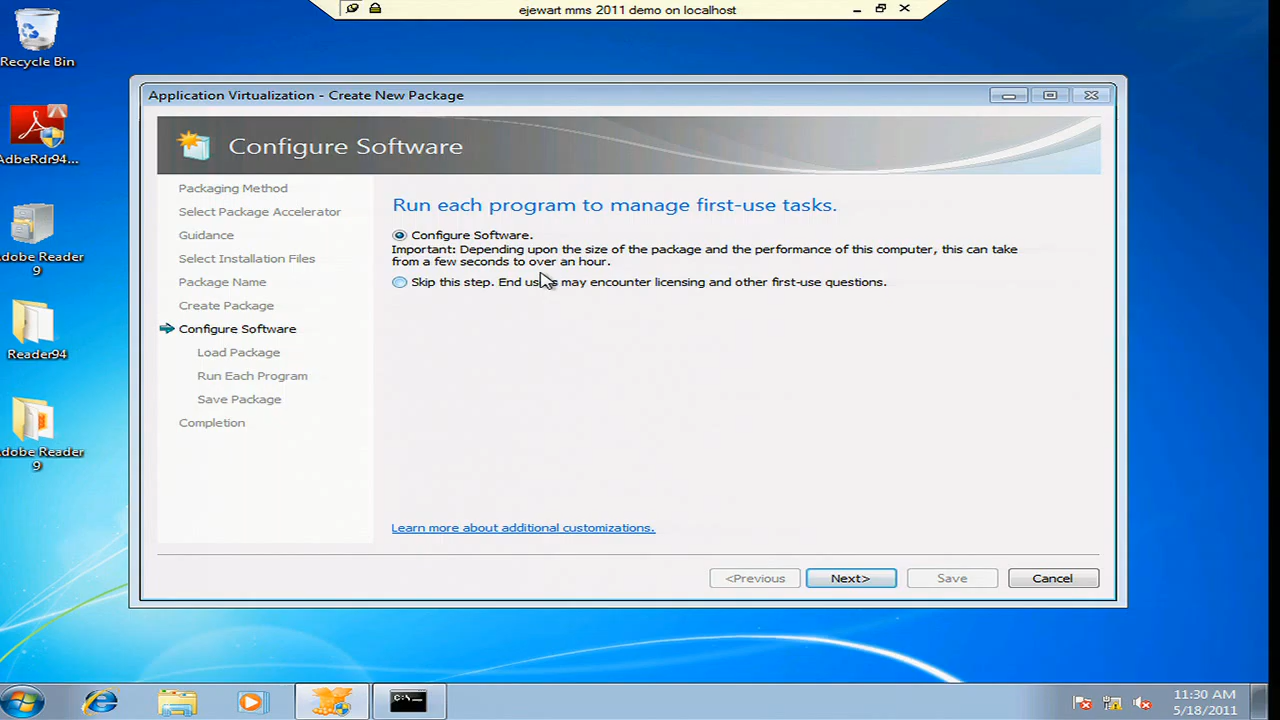 ejewart mms 2011 demo on localhost
Recycle Bin
AdbeRdr94...
Adobe Reader
9
Reader94
Adobe Reader
9
Application Virtualization - Create New Package
Configure Software
Packaging Method
Select Package Accelerator
Guidance
Select Installation Files
Package Name
Create Package
Configure Software
Load Package
Run Each Program
Save Package
Completion
Run each program to manage first-use tasks.
Configure Software.
Important: Depending upon the size of the package and the performance of this computer, this can take
from a few seconds to over an hour.
Skip this step. End users may encounter licensing and other first-use questions.
Learn more about additional customizations.
<Previous
Next>
Save
Cancel
C:\_
11:30 AM
5/18/2011